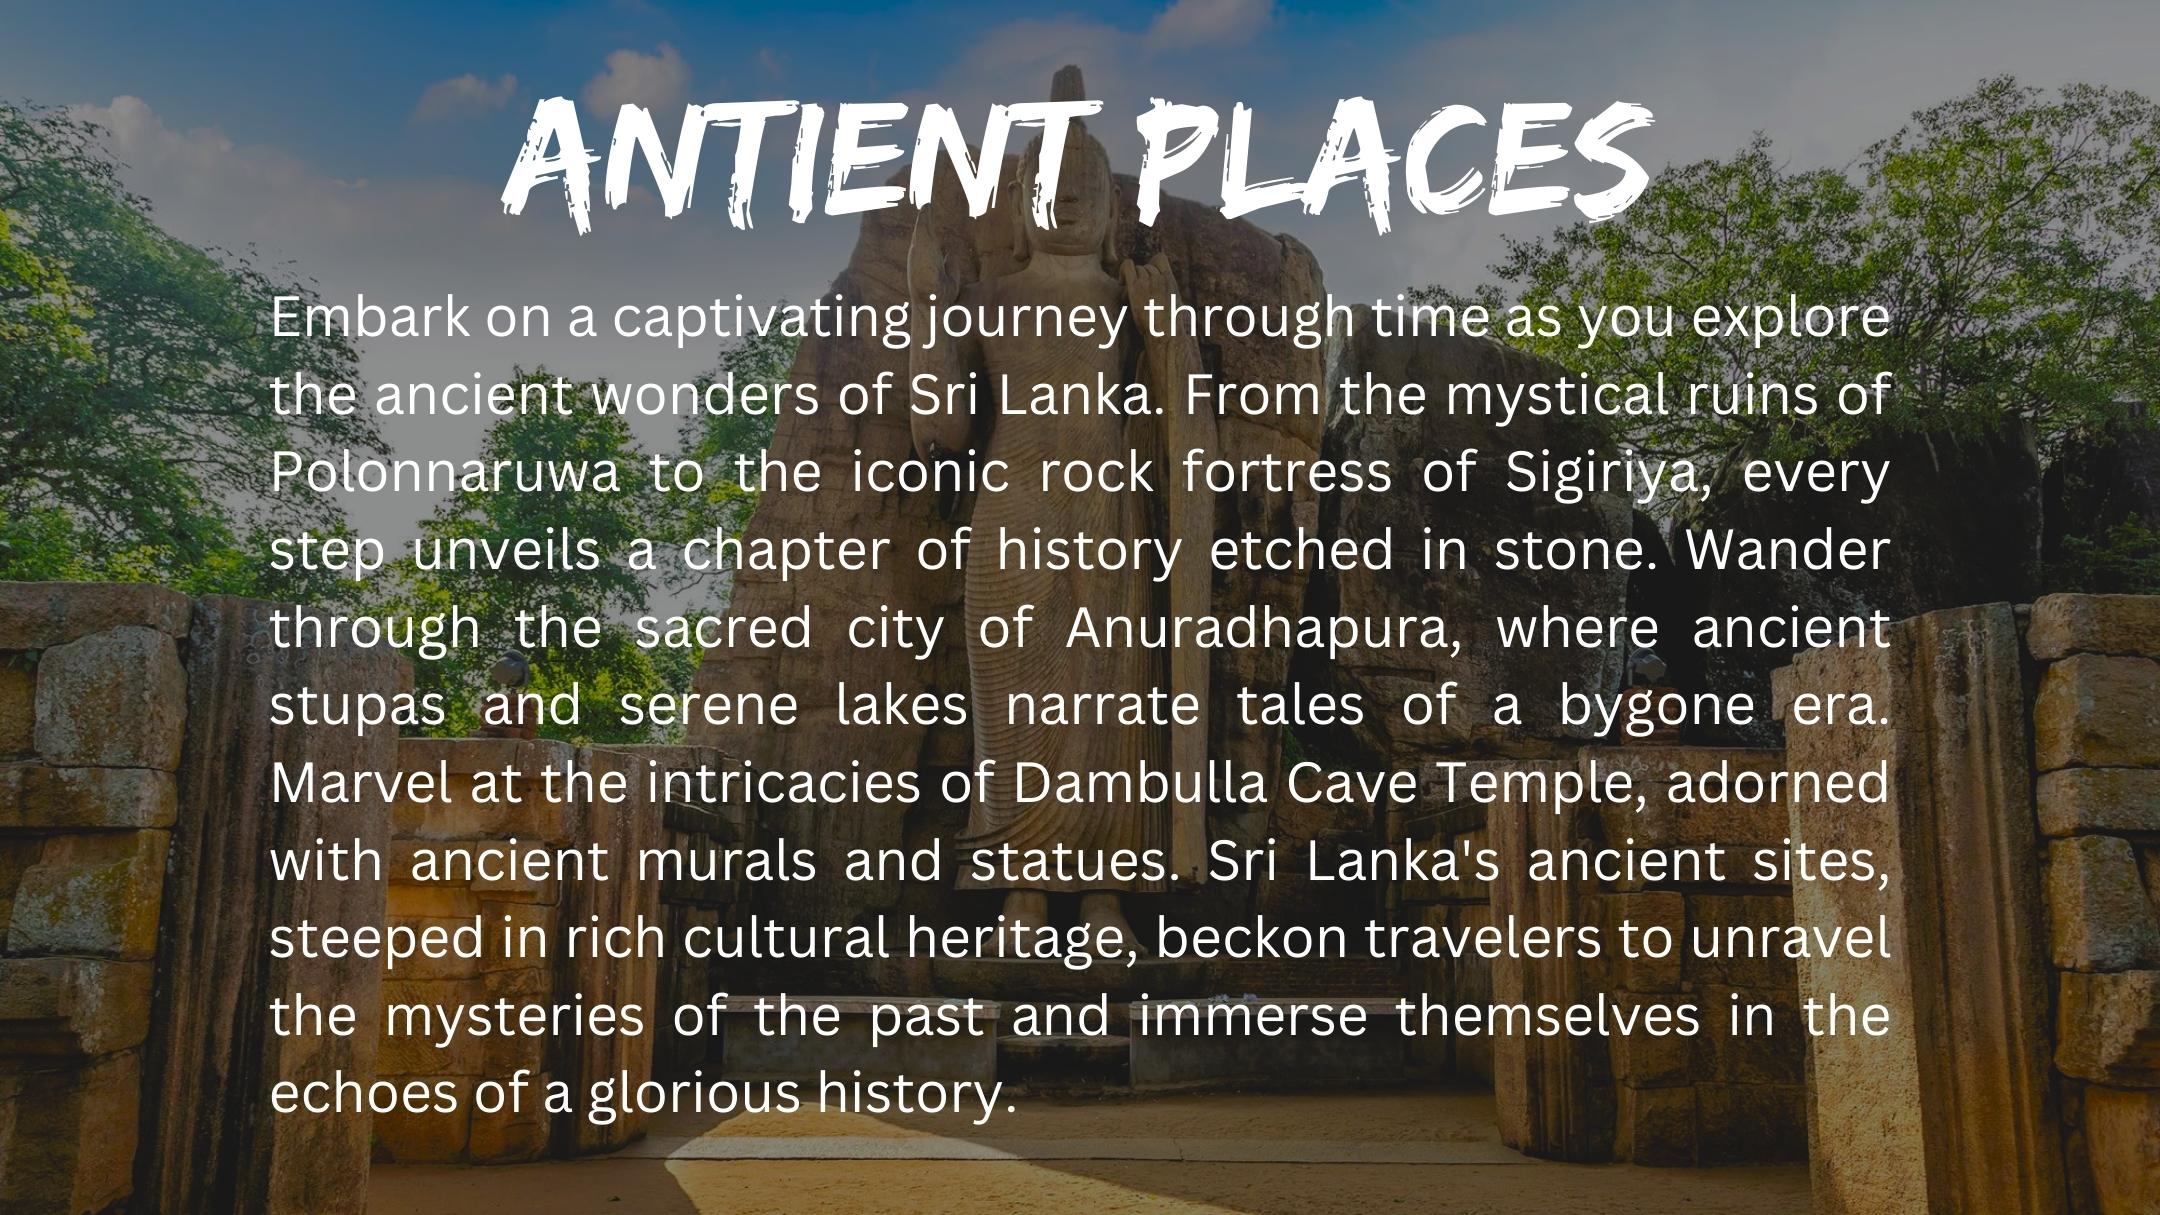 ANTIENT PLACES
Embark on a captivating journey through time as you explore
the ancient wonders of Sri Lanka. From the mystical ruins of
Polonnaruwa to the iconic rock fortress of Sigiriya, every
step unveils a chapter of history etched in stone. Wander
through the sacred city of Anuradhapura, where ancient
stupas and serene lakes narrate tales of a bygone era.
Marvel at the intricacies of Dambulla Cave Temple, adorned
with ancient murals and statues. Sri Lanka's ancient sites,
steeped in rich cultural heritage, beckon travelers to unravel
the mysteries of the past and immerse themselves in the
echoes of a glorious history.